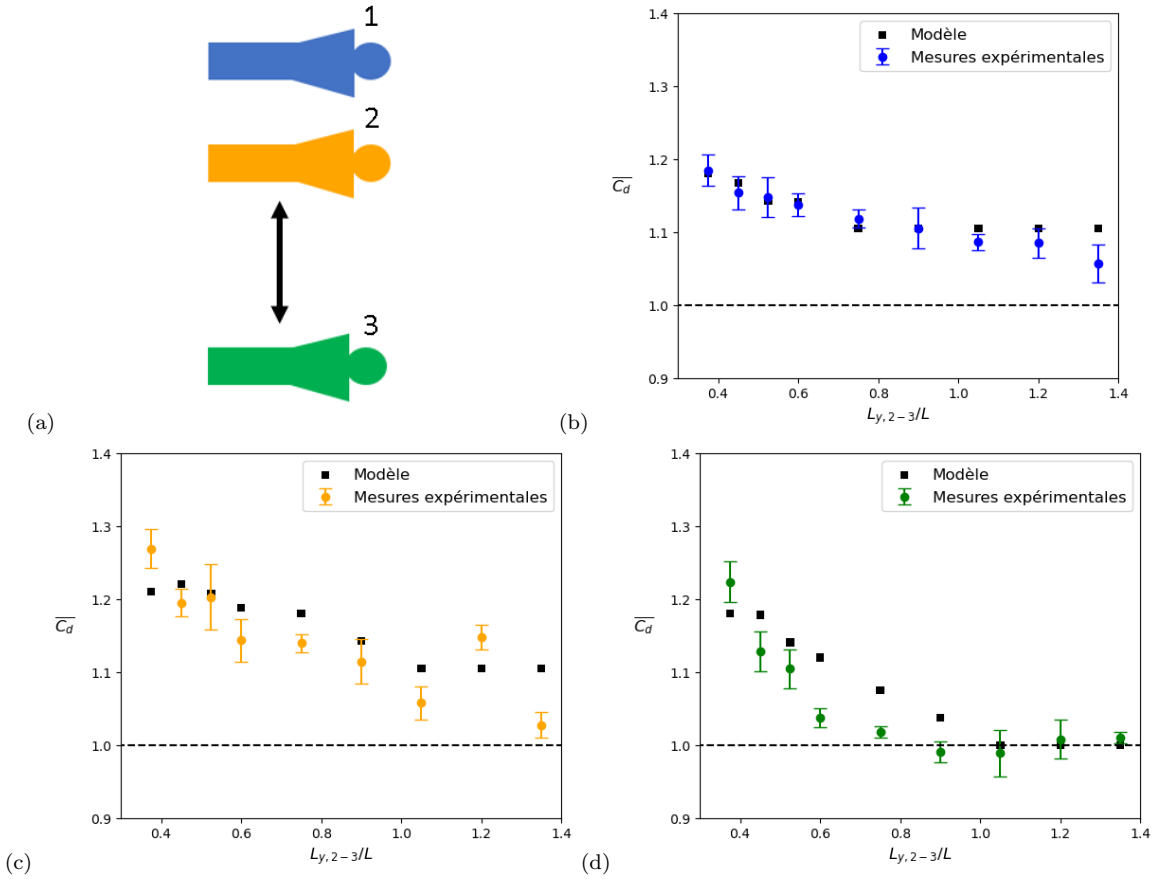 1
2
3
(a)
1.4
1.3
1.2
1.1
1.0
0.9
$\overline{C_d}$
Modèle
Mesures expérimentales
0.4 0.6 0.8 1.0 1.2 1.4
$L_{y,2-3}/L$
(b)
1.4
1.3
1.2
1.1
1.0
0.9
$\overline{C_d}$
Modèle
Mesures expérimentales
0.4 0.6 0.8 1.0 1.2 1.4
$L_{y,2-3}/L$
(c)
1.4
1.3
1.2
1.1
1.0
0.9
$\overline{C_d}$
Modèle
Mesures expérimentales
0.4 0.6 0.8 1.0 1.2 1.4
$L_{y,2-3}/L$
(d)